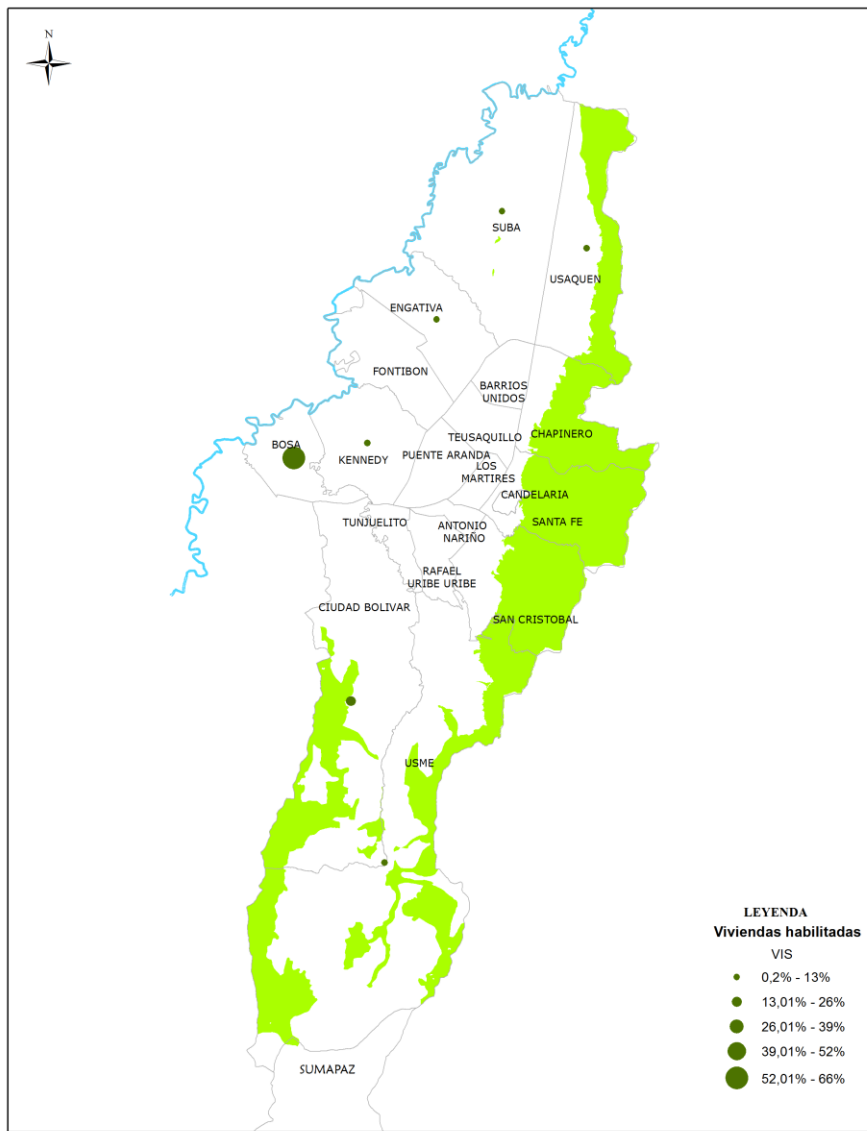 N
SUBA
USAQUEN
ENGATIVA
FONTIBON
BARRIOS
UNIDOS
TEUSAQUILLO
CHAPINERO
BOSA
KENNEDY
PUENTE ARANDA
LOS
MARTIRES
CANDELARIA
TUNJUELITO
ANTONIO
NARIÑO
SANTA FE
RAFAEL
URIBE URIBE
CIUDAD BOLIVAR
SAN CRISTOBAL
USME
SUMAPAZ
LEYENDA
Viviendas habilitadas
VIS
0,2% - 13%
13,01% - 26%
26,01% - 39%
39,01% - 52%
52,01% - 66%